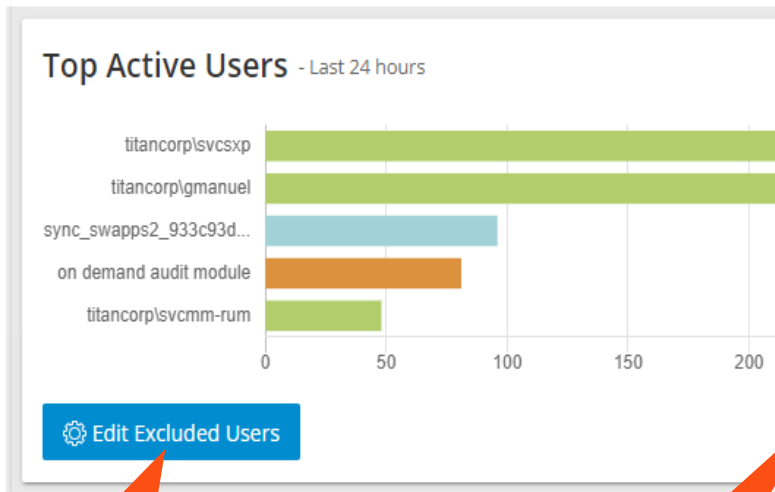 Top Active Users - Last 24 hours
titancorp\svcsxp
titancorp\gmanuel
sync_swapps2_933c93d...
on demand audit module
titancorp\svcmm-rum
0 50 100 150 200
Edit Excluded Users